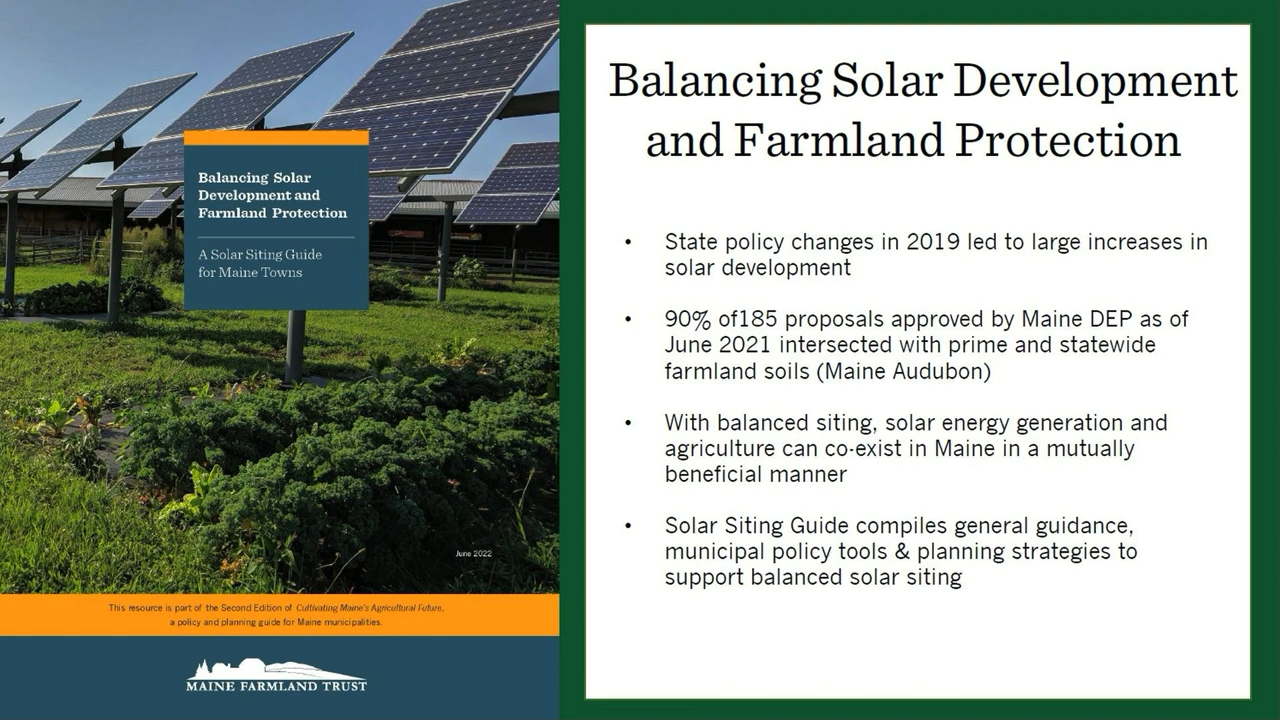 Balancing Solar
Development and
Farmland Protection
A Solar Siting Guide
for Maine Towns
June 2022
This resource is part of the Second Edition of Cultivating Maine's Agricultural Future,
a policy and planning guide for Maine municipalities.
MAINE FARMLAND TRUST
Balancing Solar Development
and Farmland Protection
• State policy changes in 2019 led to large increases in
solar development
• 90% of185 proposals approved by Maine DEP as of
June 2021 intersected with prime and statewide
farmland soils (Maine Audubon)
• With balanced siting, solar energy generation and
agriculture can co-exist in Maine in a mutually
beneficial manner
• Solar Siting Guide compiles general guidance,
municipal policy tools & planning strategies to
support balanced solar siting